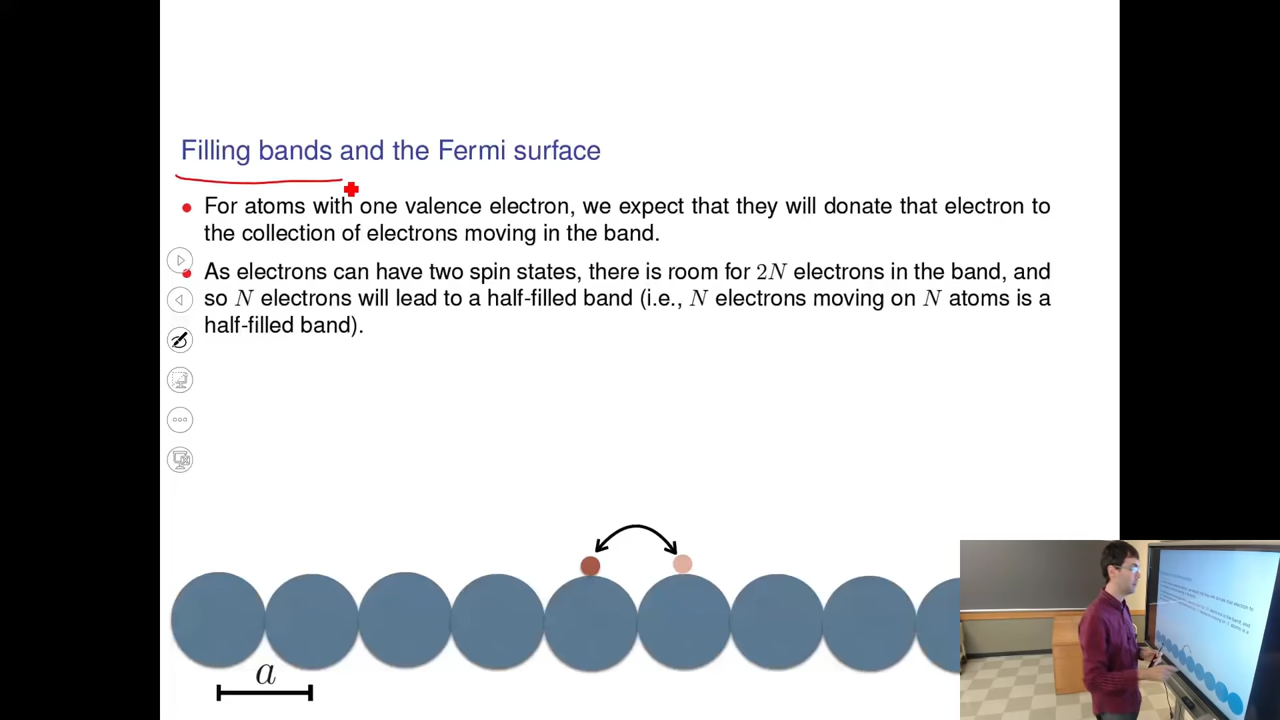 Filling bands and the Fermi surface
• For atoms with one valence electron, we expect that they will donate that electron to
the collection of electrons moving in the band.
• As electrons can have two spin states, there is room for 2N electrons in the band, and
so N electrons will lead to a half-filled band (i.e., N electrons moving on N atoms is a
half-filled band).
a